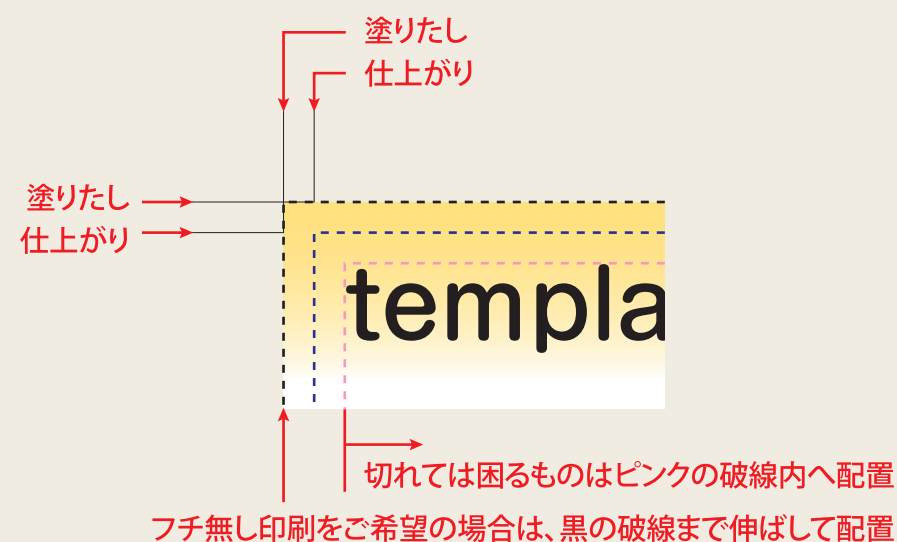 塗りたし
仕上がり
塗りたし
仕上がり
templa
切れては困るものはピンクの破線内へ配置
フチ無し印刷をご希望の場合は、黒の破線まで伸ばして配置